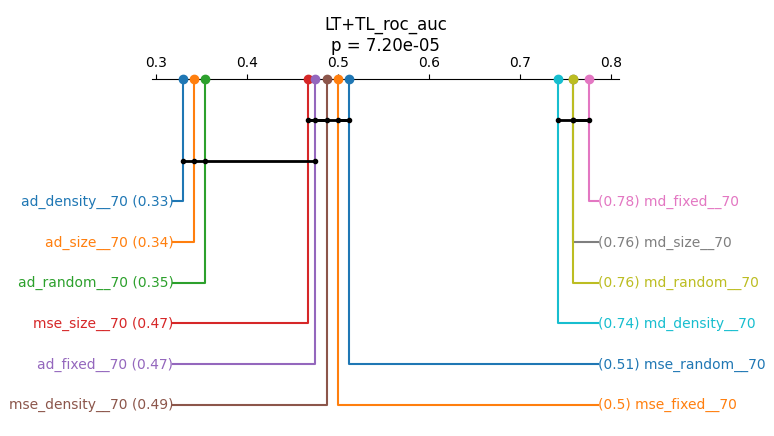 LT+TL_roc_auc
p = 7.20e-05
0.3 0.4 0.5 0.6 0.7 0.8
ad_density__70 (0.33)
(0.78) md_fixed__70
ad_size__70 (0.34)
(0.76) md_size__70
ad_random__70 (0.35)
(0.76) md_random__70
mse_size__70 (0.47)
(0.74) md_density__70
ad_fixed__70 (0.47)
(0.51) mse_random__70
mse_density__70 (0.49)
(0.5) mse_fixed__70